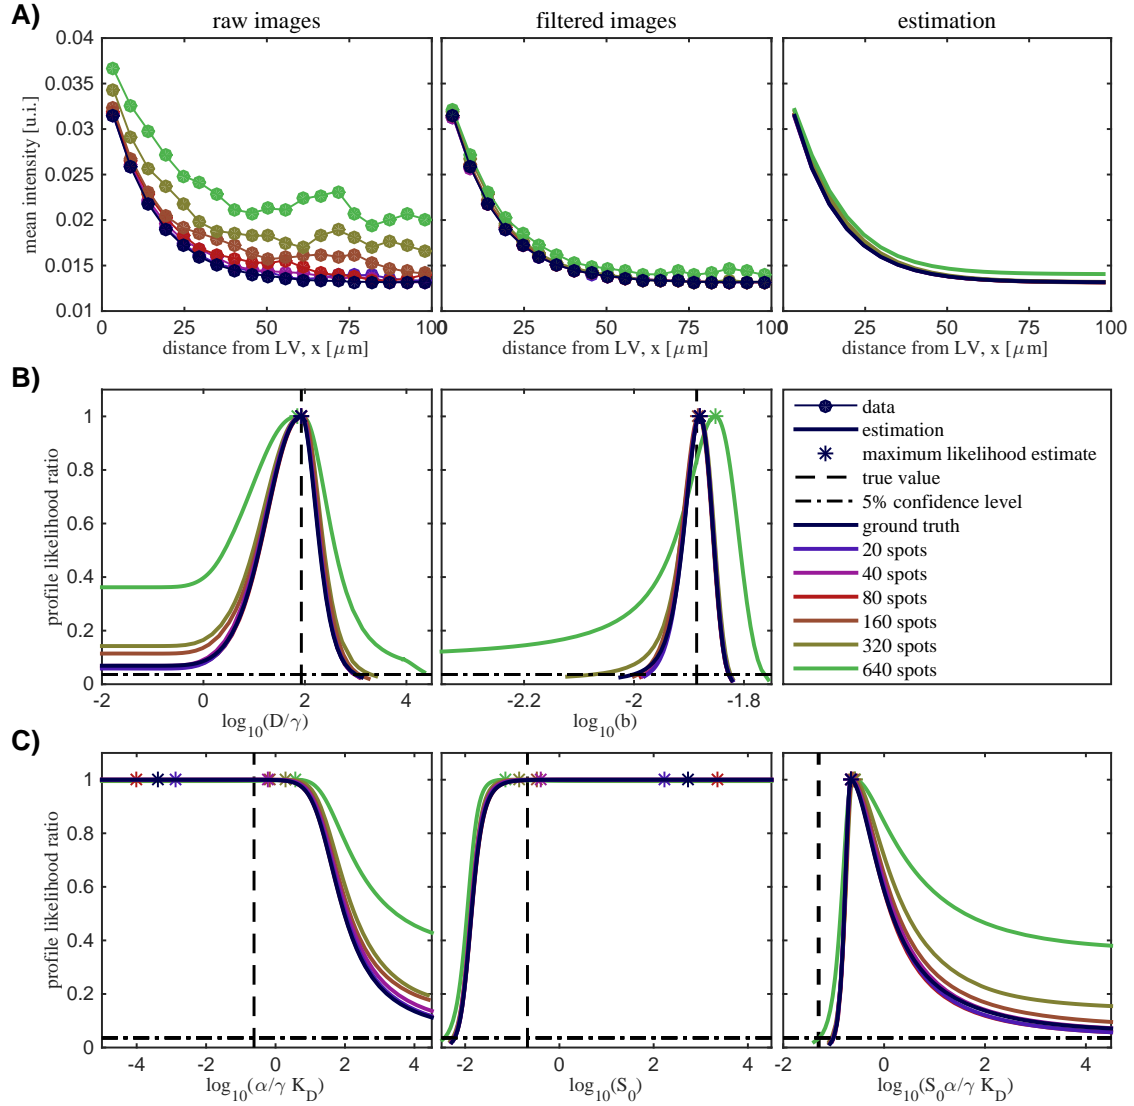 A)
raw images
filtered images
estimation
mean intensity [u.i.]
0.04
0.035
0.03
0.025
0.02
0.015
0.01
0 25 50 75 100
0 25 50 75 100
0 25 50 75 100
distance from LV, x [μm]
distance from LV, x [μm]
distance from LV, x [μm]
B)
profile likelihood ratio
1
0.8
0.6
0.4
0.2
0
-2 0 2 4
-2.2 -2 -1.8
log10(D/γ)
log10(b)
data
estimation
maximum likelihood estimate
true value
5% confidence level
ground truth
20 spots
40 spots
80 spots
160 spots
320 spots
640 spots
C)
profile likelihood ratio
1
0.8
0.6
0.4
0.2
0
-4 -2 0 2 4
-2 0 2 4
-2 0 2 4
log10(α/γ KD)
log10(S0)
log10(S0α/γ KD)